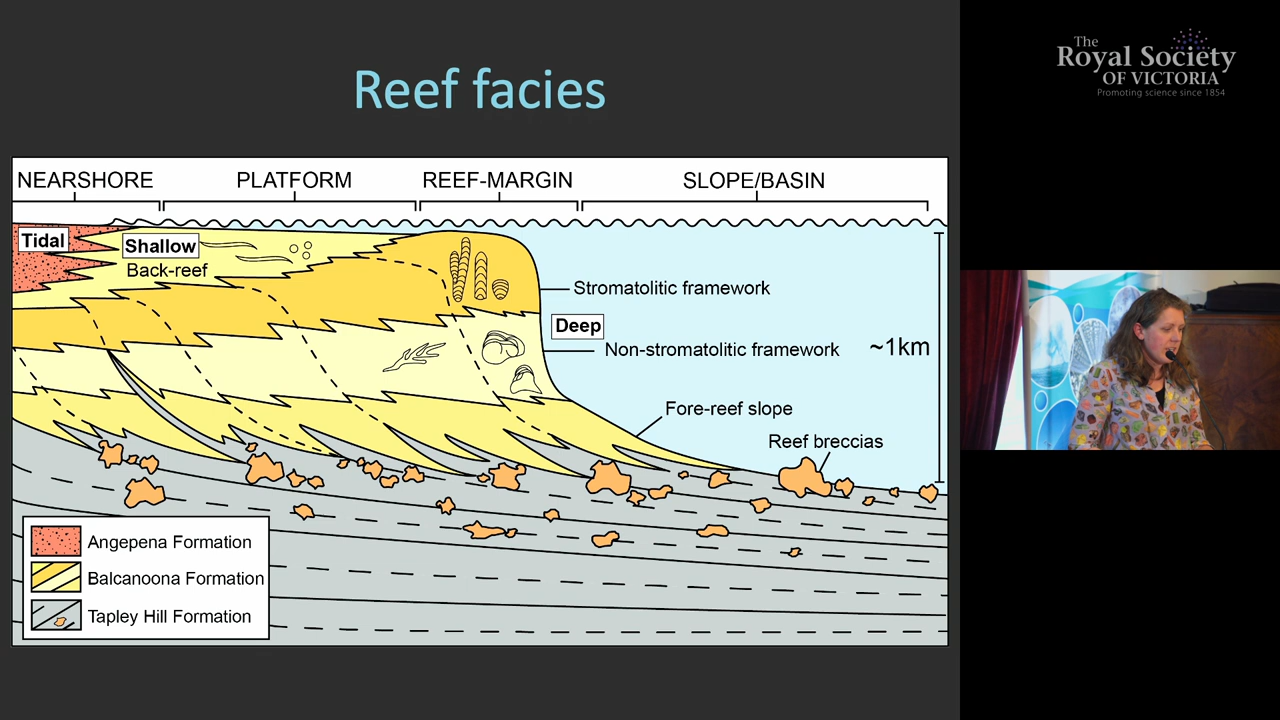 Reef facies
The
Royal Society
OF VICTORIA
Promoting science since 1854
NEARSHORE
PLATFORM
REEF-MARGIN
SLOPE/BASIN
Tidal
Shallow
Back-reef
Stromatolitic framework
Deep
Non-stromatolitic framework
~1km
Fore-reef slope
Reef breccias
Angepena Formation
Balcanoona Formation
Tapley Hill Formation